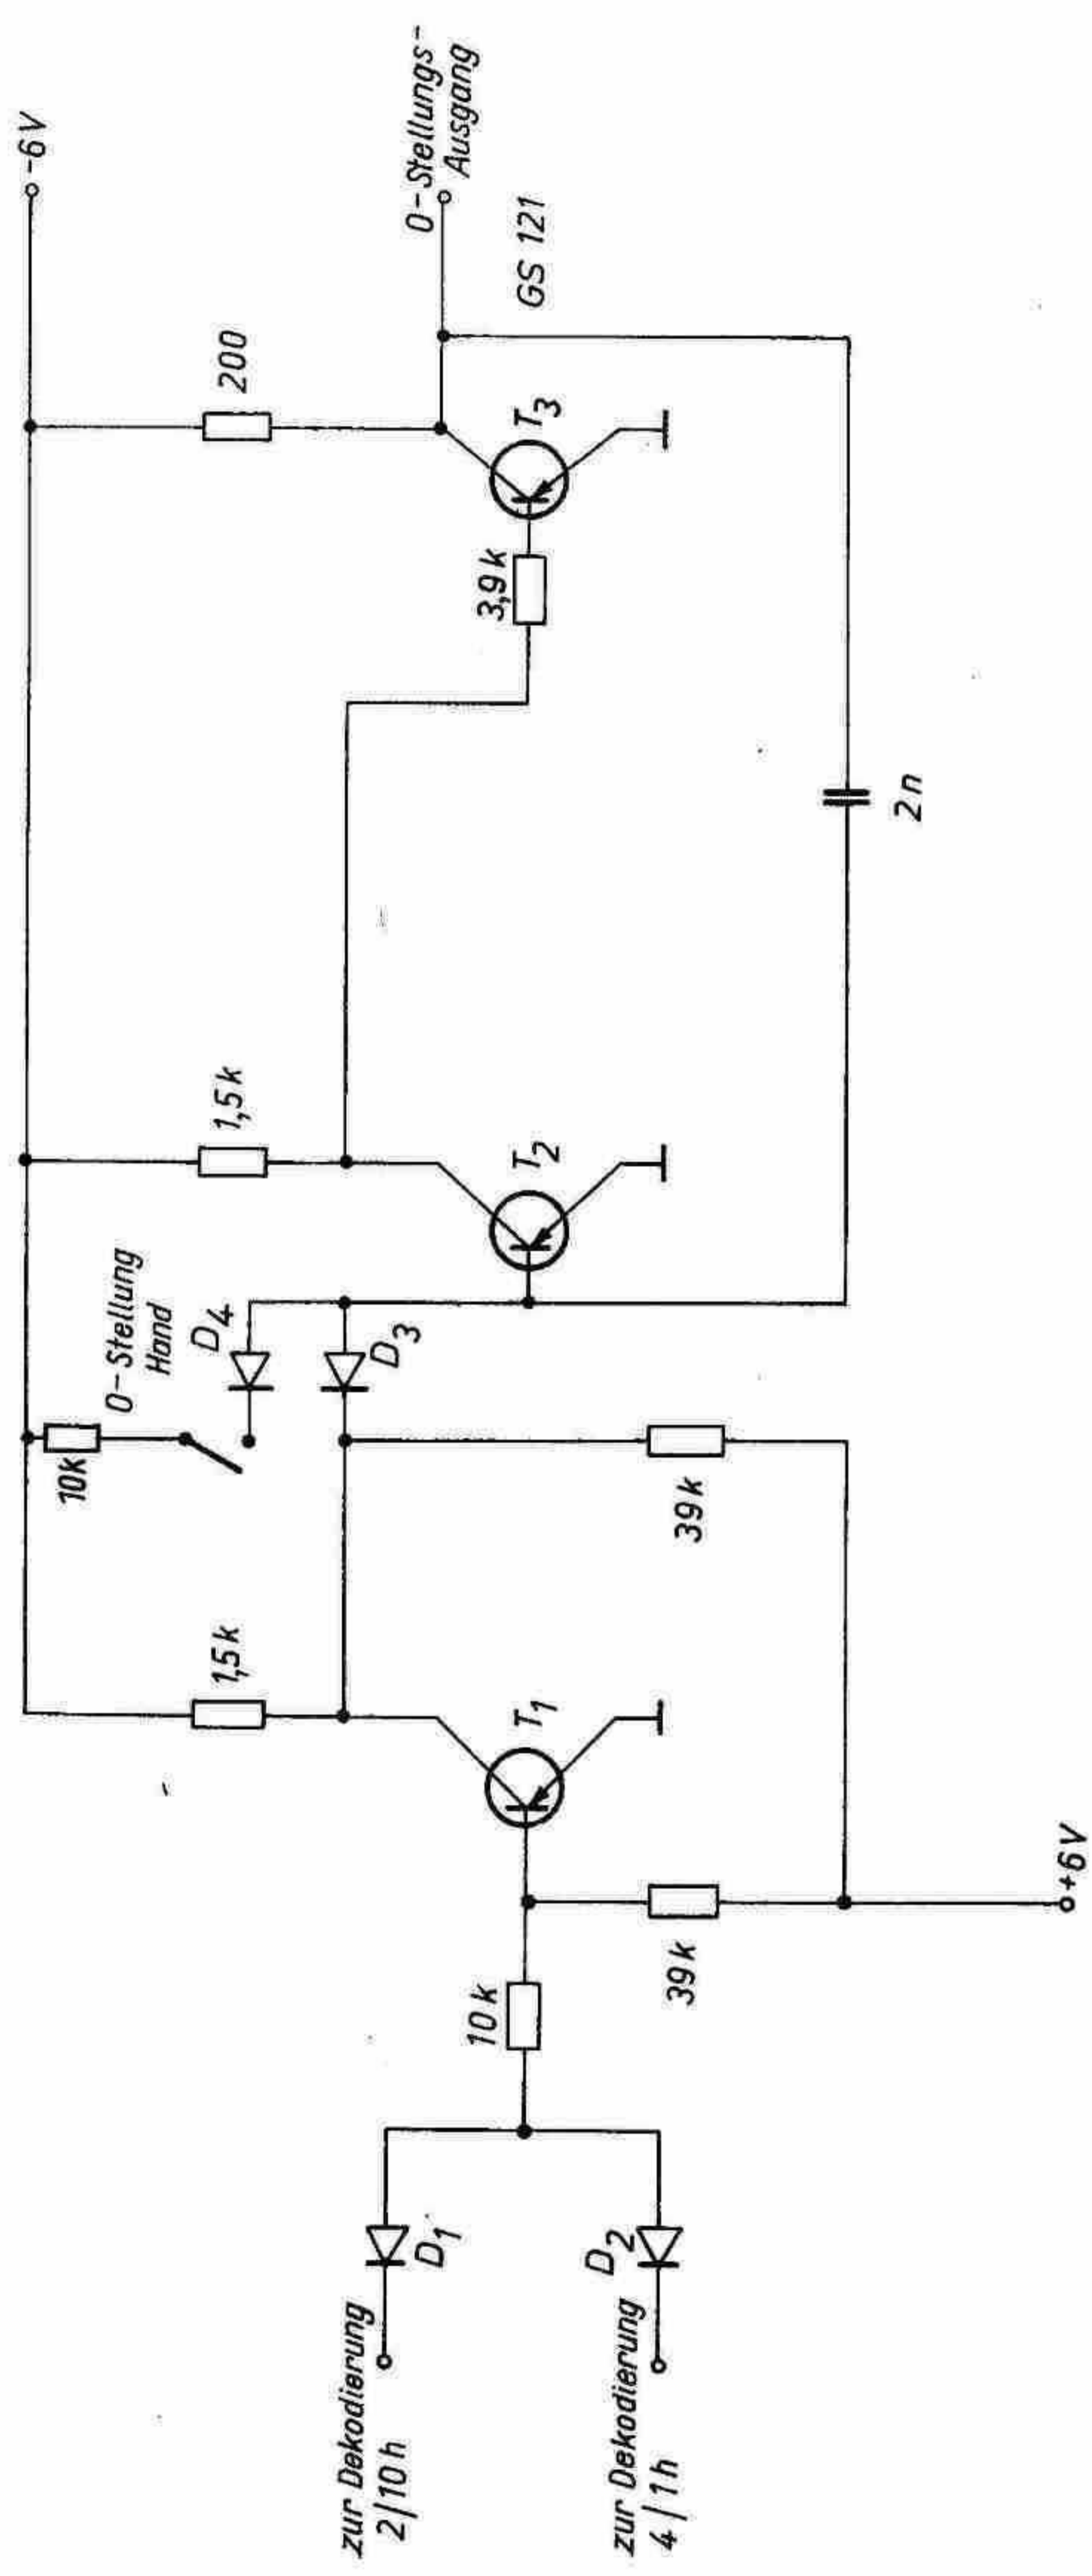 -6V
0-Stellungs-
Ausgang
GS 121
200
T3
3,9k
2n
1,5k
T2
0-Stellung
Hand
D4
D3
10k
39k
1,5k
T1
+6V
39k
10k
D1
zur Dekodierung
2/10h
D2
zur Dekodierung
4/1h